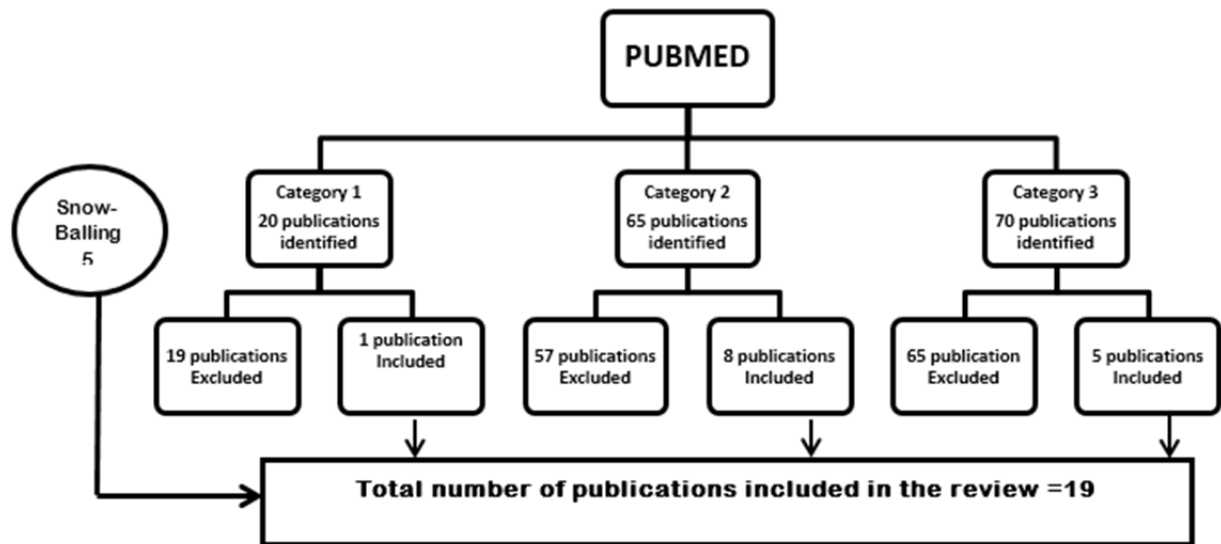 PUBMED
Category 1
20 publications
identified
Category 2
65 publications
identified
Category 3
70 publications
identified
Snow-
Balling
5
19 publications
Excluded
1 publication
Included
57 publications
Excluded
8 publications
Included
65 publication
Excluded
5 publications
Included
Total number of publications included in the review =19